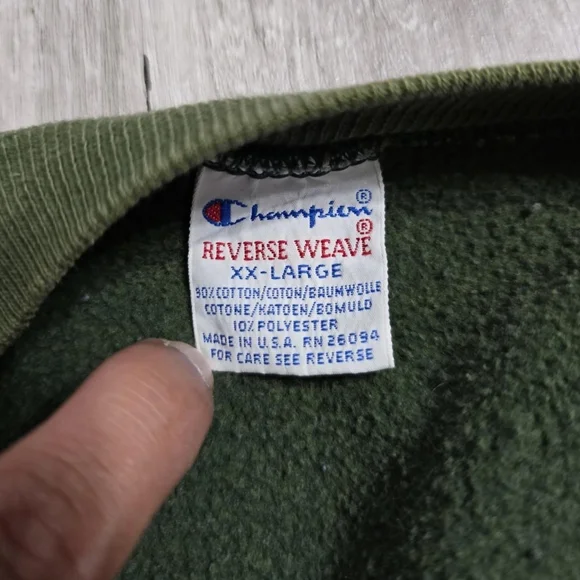 Champion ®
REVERSE WEAVE ®
XX-LARGE
90% COTTON/COTON/BAUMWOLLE
COTONE/KATOEN/BOMULD
10% POLYESTER
MADE IN U.S.A. RN 26094
FOR CARE SEE REVERSE